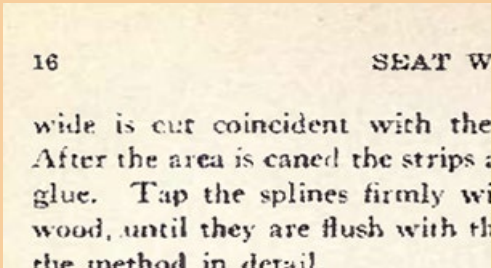 16 SEAT W
wide is cut coincident with the
After the area is caned the strips a
glue. Tap the splines firmly wi
wood, until they are flush with th
the method in detail